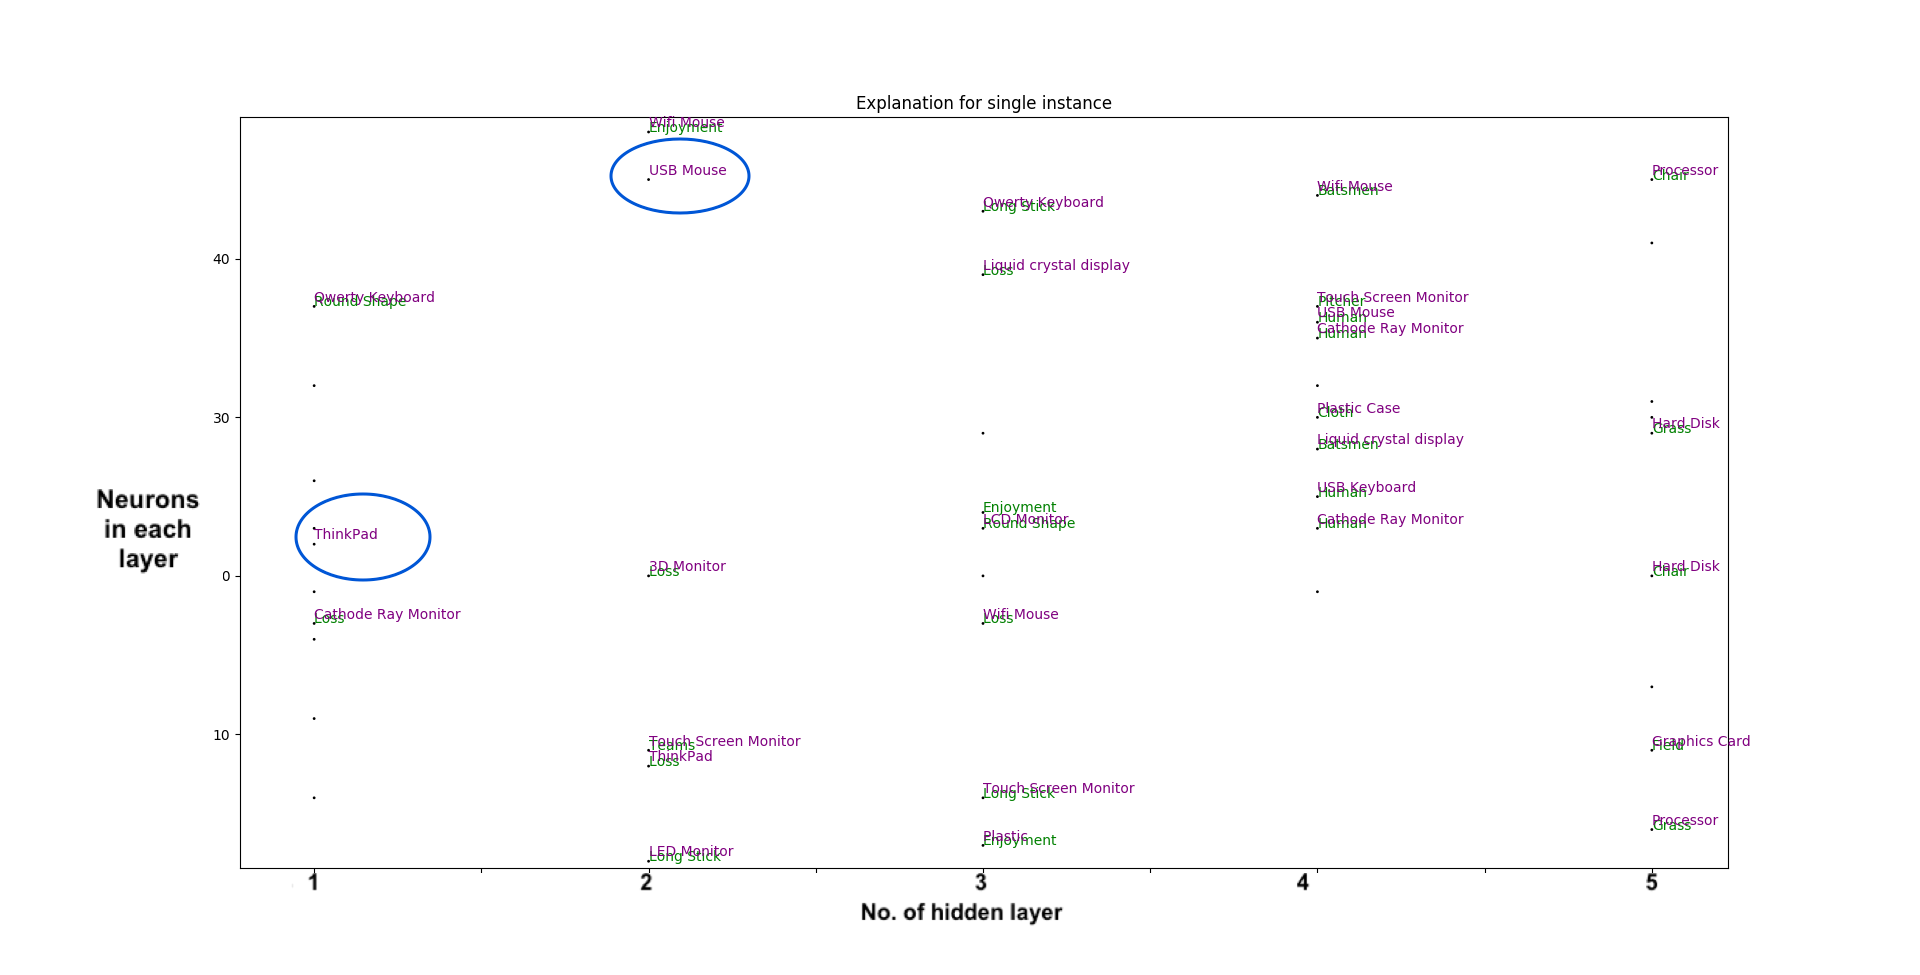 Explanation for single instance
Wifi Mouse
Enjoyment
USB Mouse
Processor
Chair
Wifi Mouse
Batsmen
Qwerty Keyboard
Long Stick
40
Liquid crystal display
Loss
Qwerty Keyboard
Round Shape
Touch Screen Monitor
Pitcher
USB Mouse
Human
Cathode Ray Monitor
Human
30
Plastic Case
Cloth
Hard Disk
Grass
Liquid crystal display
Batsmen
USB Keyboard
Human
Neurons
in each
layer
Enjoyment
LCD Monitor
Round Shape
Cathode Ray Monitor
Human
ThinkPad
3D Monitor
Loss
Hard Disk
Chair
0
Cathode Ray Monitor
Loss
Wifi Mouse
Loss
10
Touch Screen Monitor
Teams
ThinkPad
Loss
Graphics Card
Field
Touch Screen Monitor
Long Stick
Processor
Grass
Plastic
Enjoyment
LED Monitor
Long Stick
1 2 3 4 5
No. of hidden layer